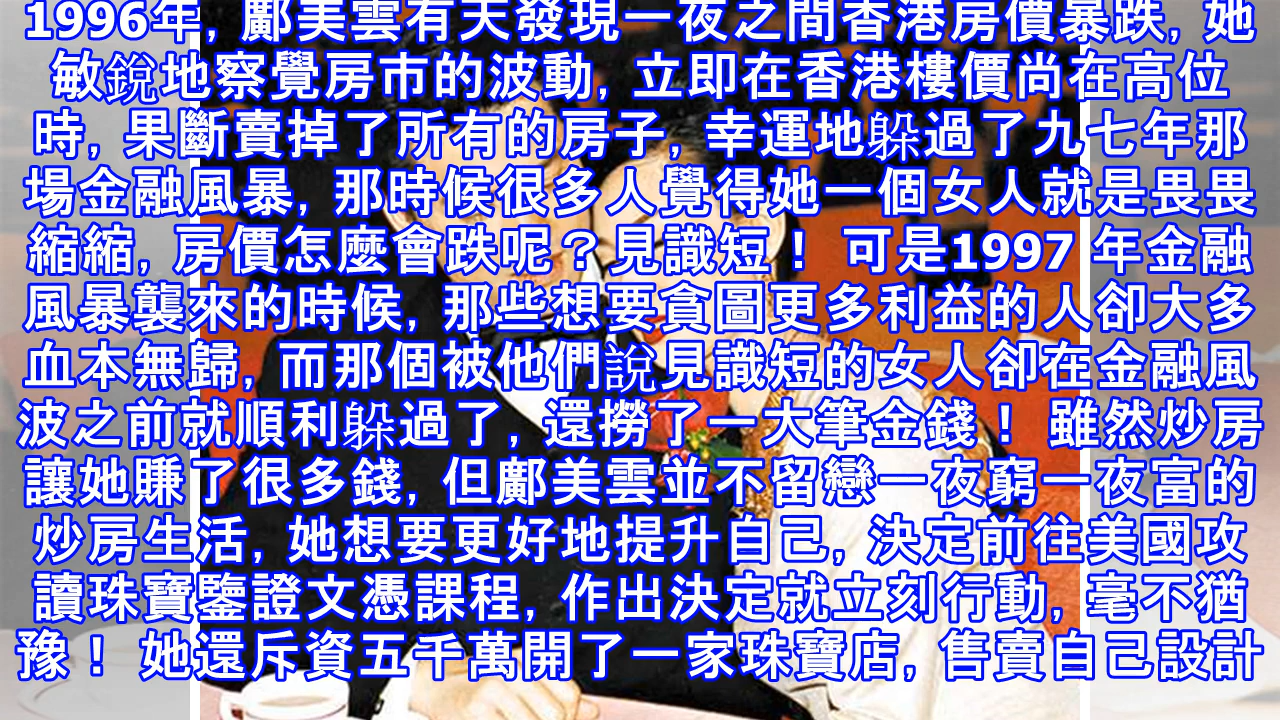 1996年, 鄺美雲有天發現一夜之間香港房價暴跌, 她
敏銳地察覺房市的波動, 立即在香港樓價尚在高位
時, 果斷賣掉了所有的房子, 幸運地躲過了九七年那
場金融風暴, 那時候很多人覺得她一個女人就是畏畏
縮縮, 房價怎麼會跌呢？見識短！ 可是1997 年金融
風暴襲來的時候, 那些想要貪圖更多利益的人卻大多
血本無歸, 而那個被他們說見識短的女人卻在金融風
波之前就順利躲過了, 還撈了一大筆金錢！ 雖然炒房
讓她賺了很多錢, 但鄺美雲並不留戀一夜窮一夜富的
炒房生活, 她想要更好地提升自己, 決定前往美國攻
讀珠寶鑒證文憑課程, 作出決定就立刻行動, 毫不猶
豫！ 她還斥資五千萬開了一家珠寶店, 售賣自己設計